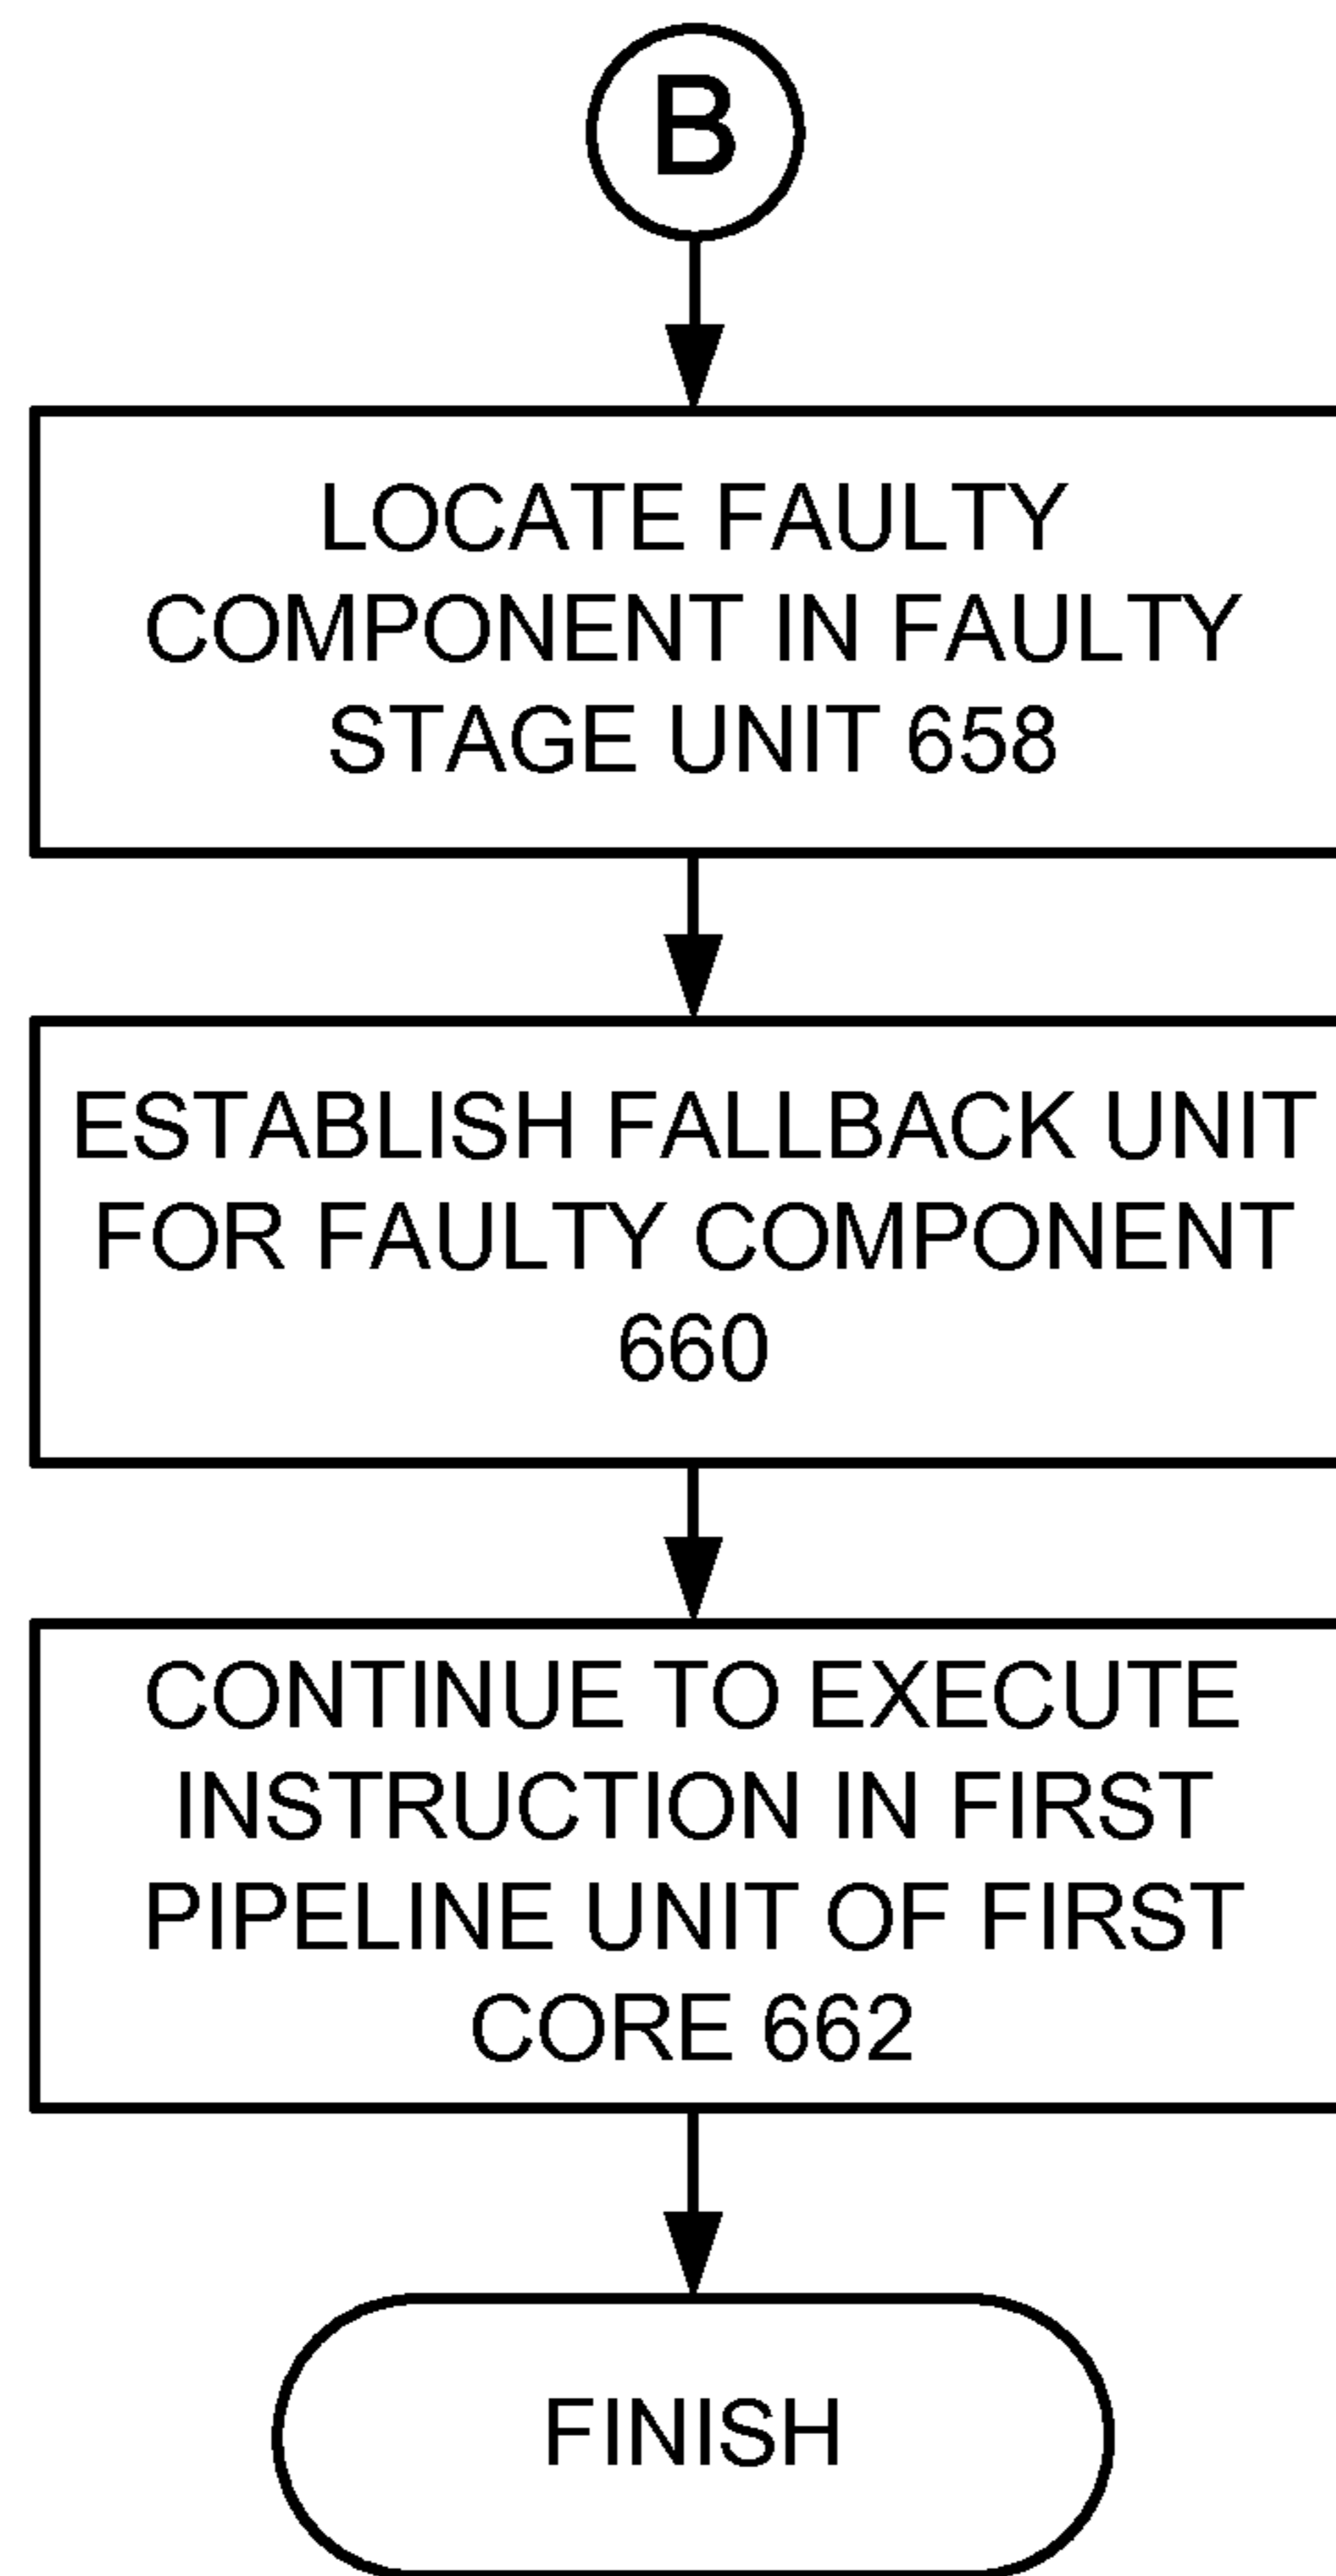 B
LOCATE FAULTY
COMPONENT IN FAULTY
STAGE UNIT 658
ESTABLISH FALLBACK UNIT
FOR FAULTY COMPONENT
660
CONTINUE TO EXECUTE
INSTRUCTION IN FIRST
PIPELINE UNIT OF FIRST
CORE 662
FINISH